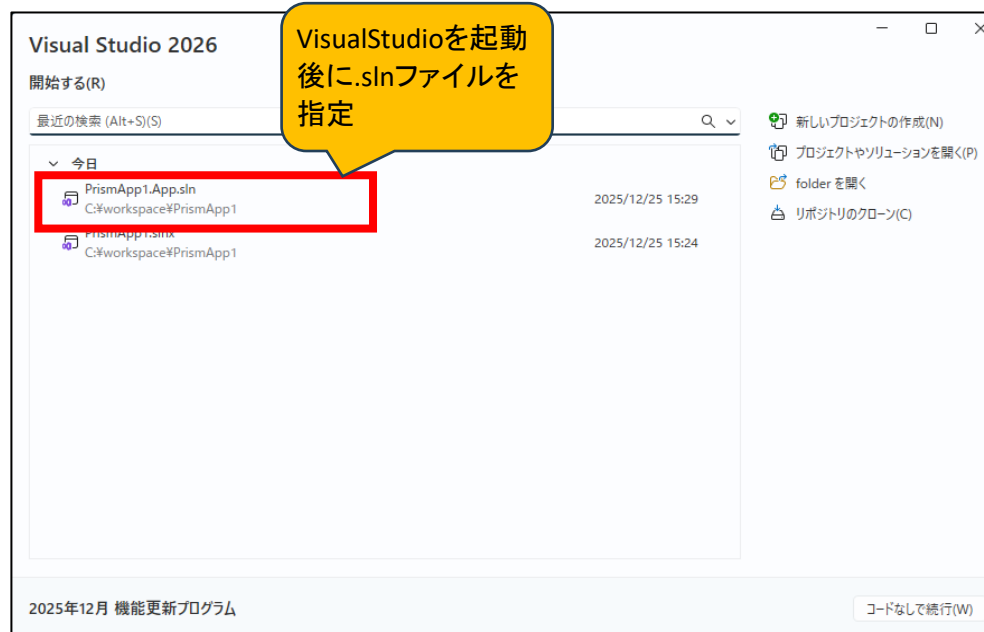 Visual Studio 2026
VisualStudioを起動
後に.slnファイルを
指定
開始する(R)
最近の検索 (Alt+S)(S)
今日
PrismApp1.App.sln
C:¥workspace¥PrismApp1
2025/12/25 15:29
PrismApp1.slnx
C:¥workspace¥PrismApp1
2025/12/25 15:24
新しいプロジェクトの作成(N)
プロジェクトやソリューションを開く(P)
folder を開く
リポジトリのクローン(C)
2025年12月 機能更新プログラム
コードなしで続行(W)